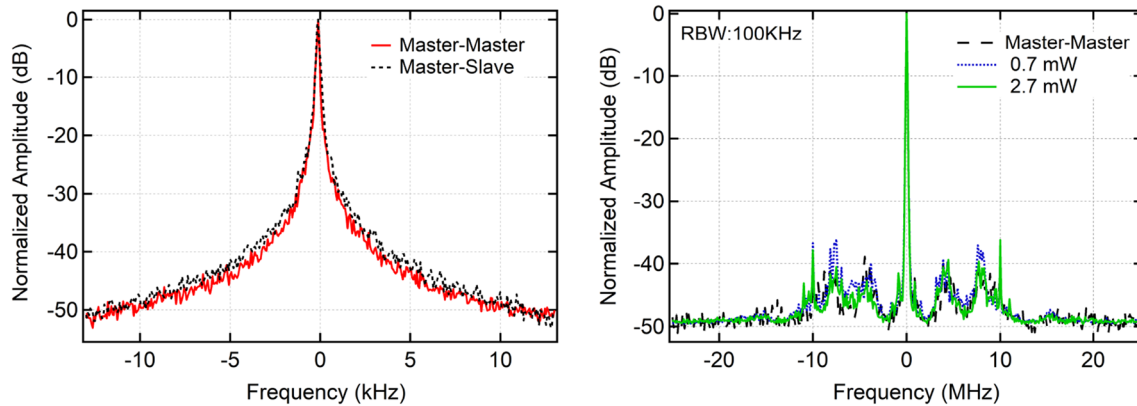 Normalized Amplitude (dB)
0
-10
-20
-30
-40
-50
Master-Master
Master-Slave
-10
-5
0
5
10
Frequency (kHz)
Normalized Amplitude (dB)
0
-10
-20
-30
-40
-50
RBW:100KHz
Master-Master
0.7 mW
2.7 mW
-20
-10
0
10
20
Frequency (MHz)